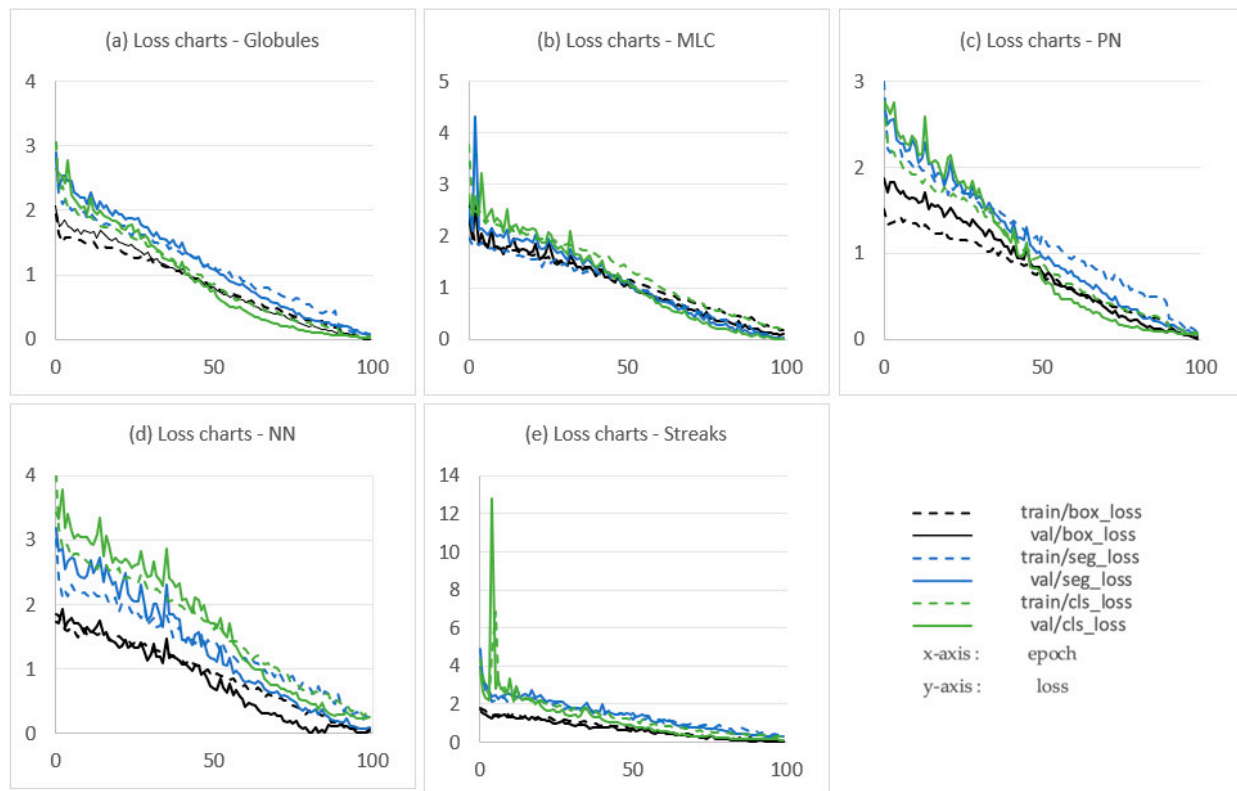 (a) Loss charts - Globules
4
3
2
1
0
0 50 100
(b) Loss charts - MLC
5
4
3
2
1
0
0 50 100
(c) Loss charts - PN
3
2
1
0
0 50 100
(d) Loss charts - NN
4
3
2
1
0
0 50 100
(e) Loss charts - Streaks
14
12
10
8
6
4
2
0
0 50 100
train/box_loss
val/box_loss
train/seg_loss
val/seg_loss
train/cls_loss
val/cls_loss
x-axis : epoch
y-axis : loss